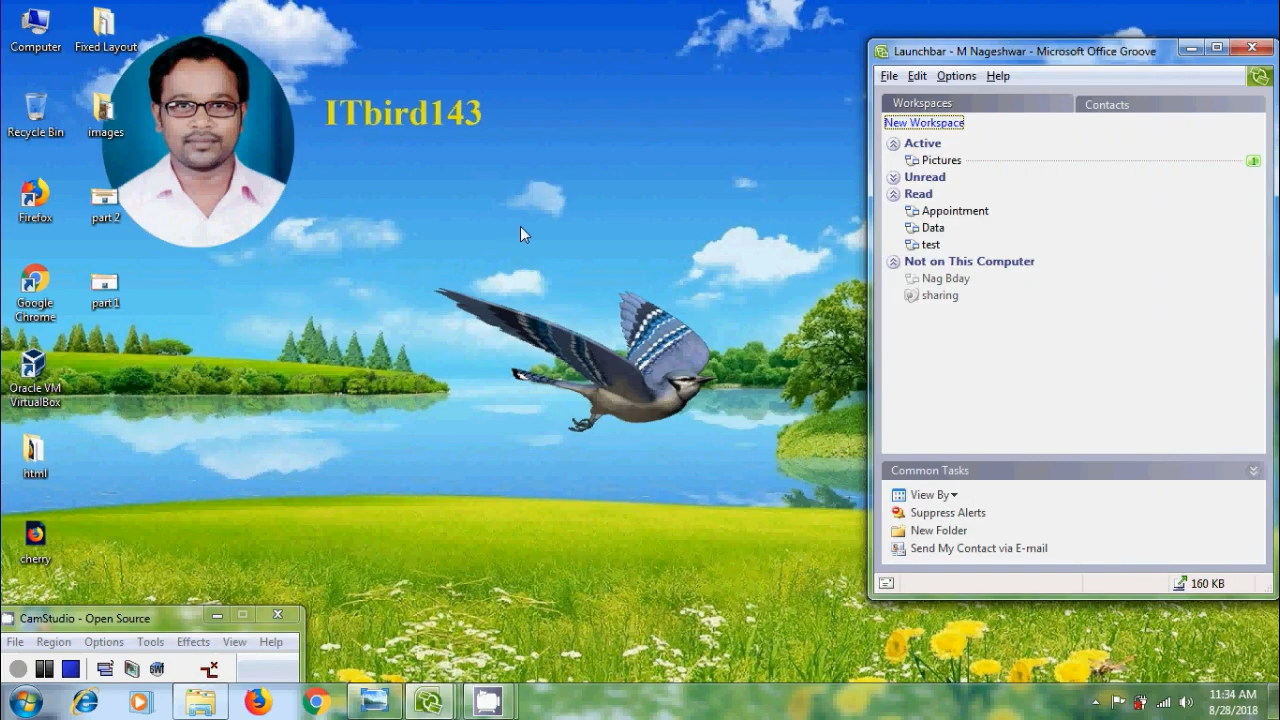 Computer
Fixed Layout
Recycle Bin
images
Firefox
part 2
Google
Chrome
part 1
Oracle VM
VirtualBox
html
cherry
ITbird143
Launchbar - M Nageshwar - Microsoft Office Groove
File Edit Options Help
Workspaces Contacts
New Workspace
Active
Pictures
Unread
Read
Appointment
Data
test
Not on This Computer
Nag Bday
sharing
Common Tasks
View By
Suppress Alerts
New Folder
Send My Contact via E-mail
160 KB
CamStudio - Open Source
File Region Options Tools Effects View Help
11:34 AM
8/28/2018